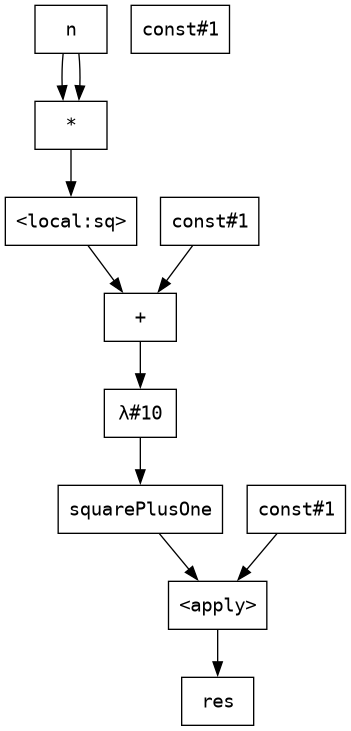 n
const#1
*
<local:sq>
const#1
+
λ#10
squarePlusOne
const#1
<apply>
res